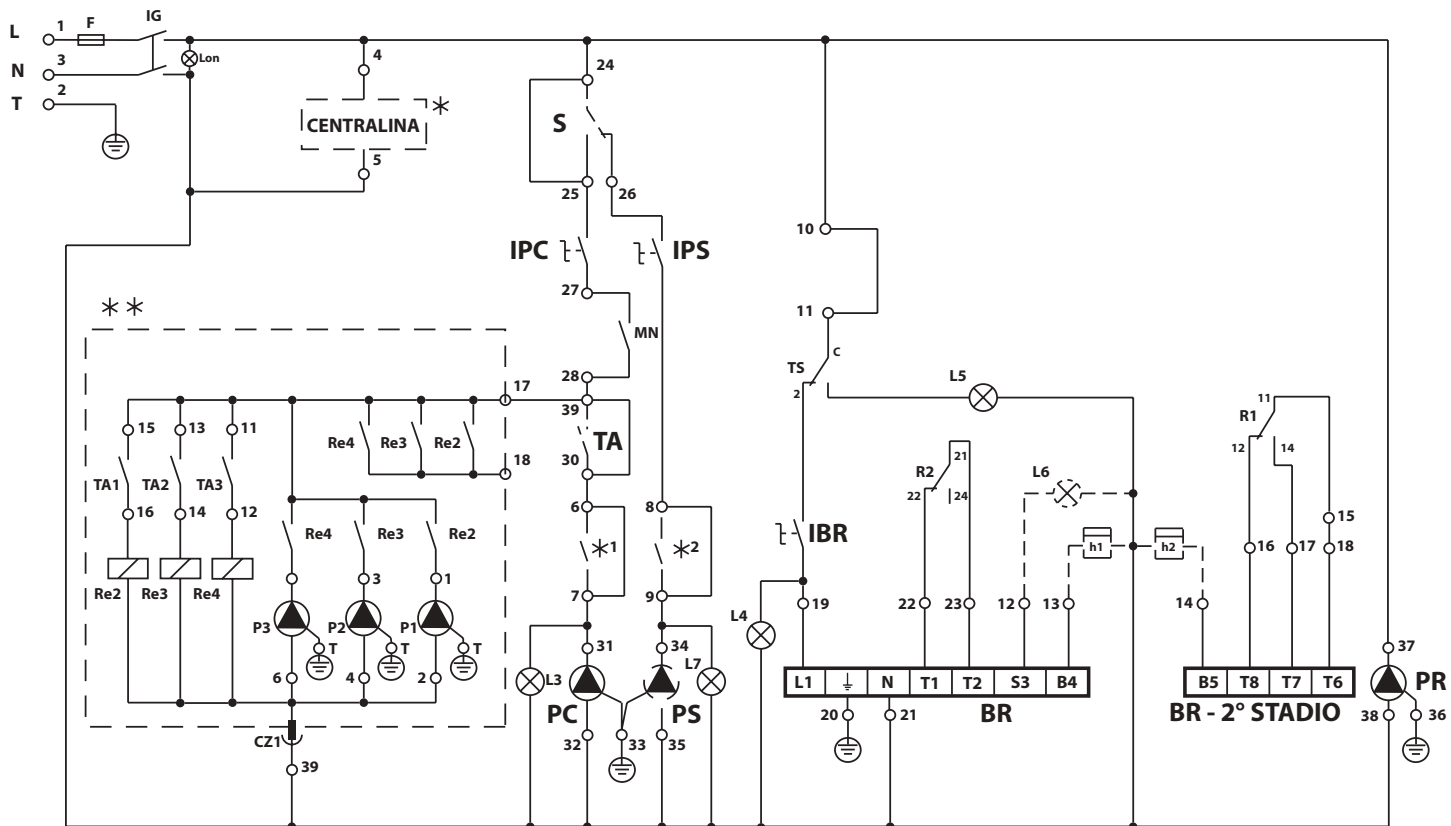 L 1 F IG
Lon
N 3
T 2
4
CENTRALINA *
5
24
S
25 26
IPC IPS
27
MN
28
39
TA
30
6 8
*1 *2
7 9
31 34
L3 L7
PC PS
32 33 35
* *
17
18
15 13 11
Re4 Re3 Re2
TA1 TA2 TA3
16 14 12
Re4 Re3 Re2
3 1
Re2 Re3 Re4
P3 T P2 T P1 T
6 4 2
CZ1
39
10
11
C
TS
2
L5
R2 21
22 24
L6
IBR
h1 h2
L4
19 22 23 12 13
L1 N T1 T2 S3 B4
BR
20 21
11
R1
12 14
15
16 17 18
14
B5 T8 T7 T6
BR - 2° STADIO
37
PR
38 36